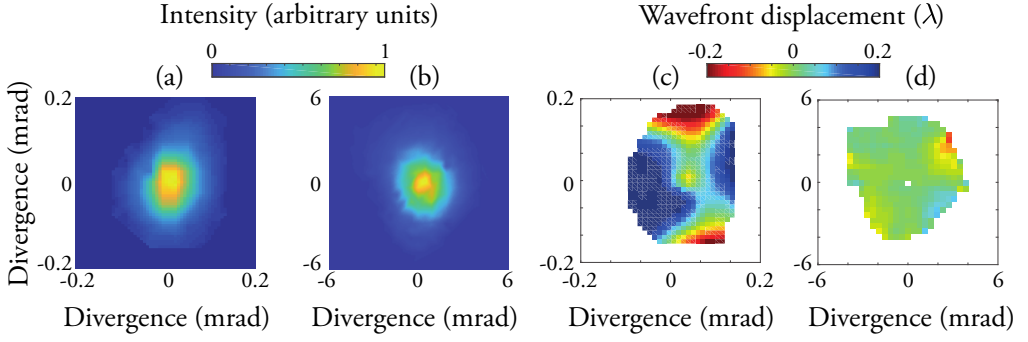 Intensity (arbitrary units)
Wavefront displacement (λ)
0 1
-0.2 0 0.2
(a) (b) (c) (d)
Divergence (mrad)
0.2
0
-0.2
-0.2 0 0.2
Divergence (mrad)
6
0
-6
-6 0 6
Divergence (mrad)
0.2
0
-0.2
-0.2 0 0.2
Divergence (mrad)
6
0
-6
-6 0 6
Divergence (mrad)